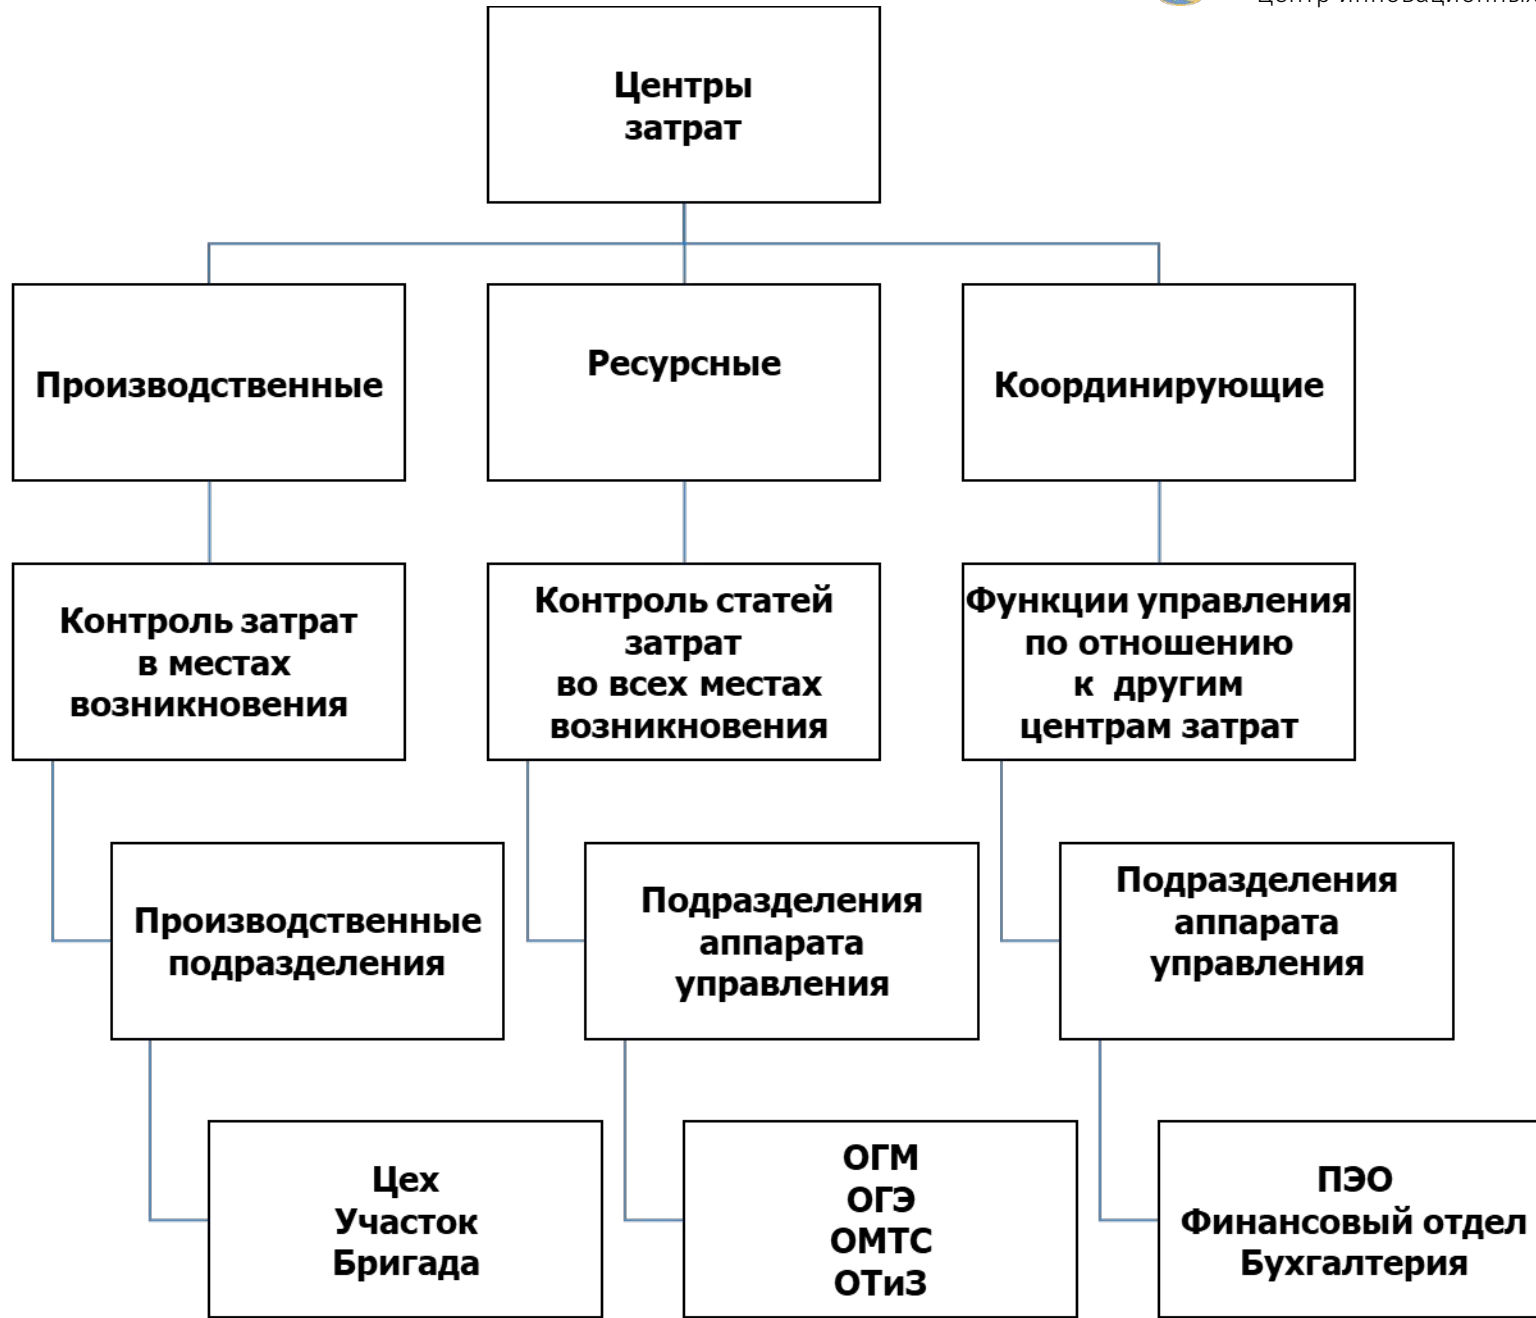 Центры
затрат
Производственные
Ресурсные
Координирующие
Контроль затрат
в местах
возникновения
Контроль статей
затрат
во всех местах
возникновения
Функции управления
по отношению
к другим
центрам затрат
Производственные
подразделения
Подразделения
аппарата
управления
Подразделения
аппарата
управления
Цех
Участок
Бригада
ОГМ
ОГЭ
ОМТС
ОТиЗ
ПЭО
Финансовый отдел
Бухгалтерия